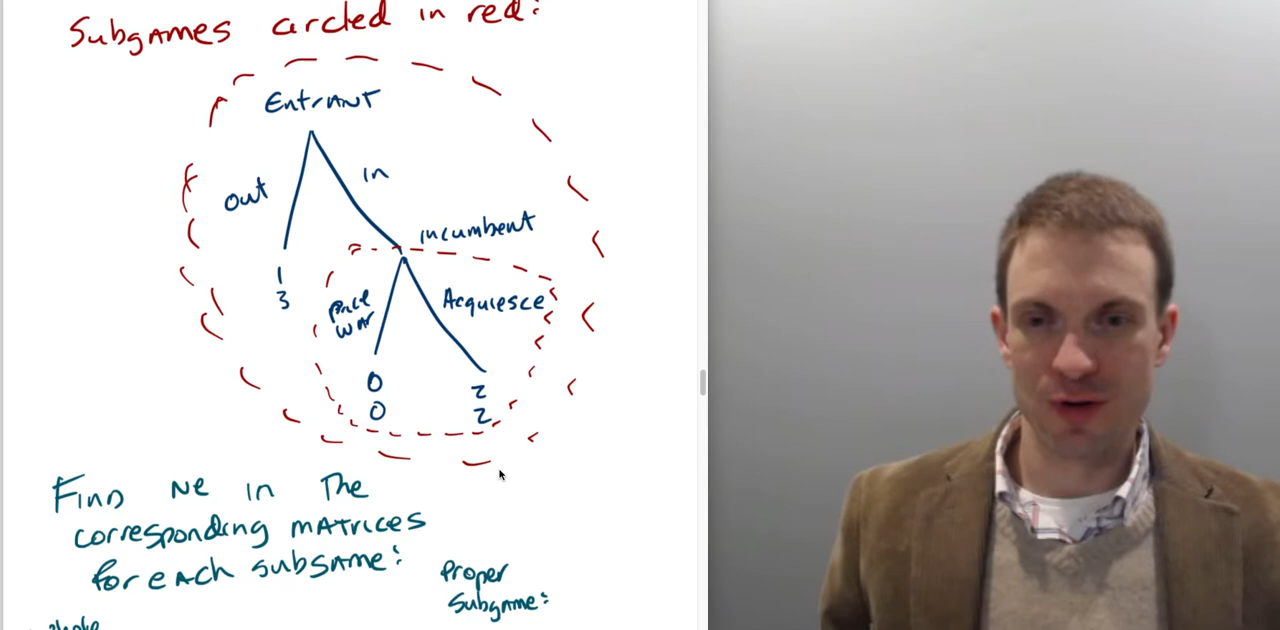 Subgames circled in red:
Entrant
Out
In
Incumbent
1
3
Price
War
Acquiesce
0
0
2
2
Find NE in The
corresponding matrices
for each subgame:
Proper
Subgame: